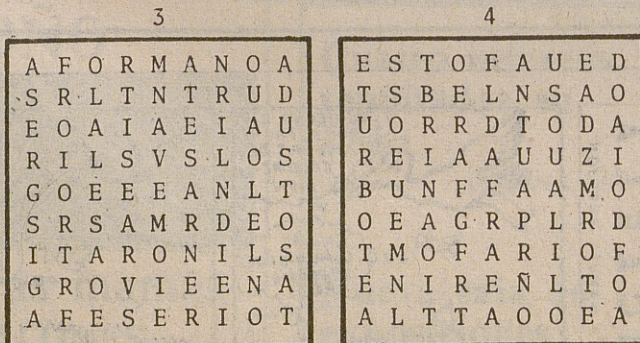 3
A F O R M A N O A
S R L T N T R U D
E O A I A E I A U
R I L S V S L O S
G O E E E A N L T
S R S A M R D E O
I T A R O N I L S
G R O V I E E N A
A F E S E R I O T
4
E S T O F A U E D
T S B E L N S A O
U O R R D T O D A
R E I A A U U Z I
B U N F F A A M O
O E A G R P L R D
T M O F A R I O F
E N I R E Ñ L T O
A L T T A O O E A